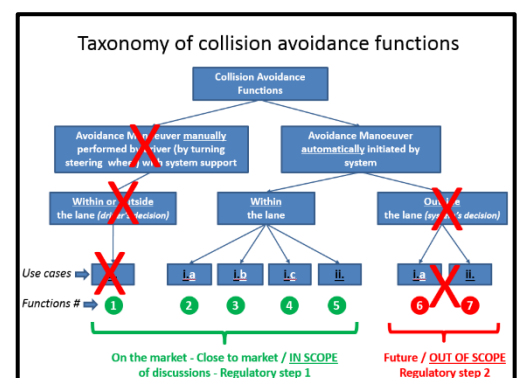 Taxonomy of collision avoidance functions
Collision Avoidance
Functions
Avoidance Manoeuver manually
performed by driver (by turning
steering wheel) with system support
Avoidance Manoeuver
automatically initiated by
system
Within or outside
the lane (driver's decision)
Within
the lane
Outside
the lane (system's decision)
Use cases
i.a
i.b
i.c
ii.
i.a
ii.
Functions #
1
2
3
4
5
6
7
On the market - Close to market / IN SCOPE
of discussions - Regulatory step 1
Future / OUT OF SCOPE
Regulatory step 2